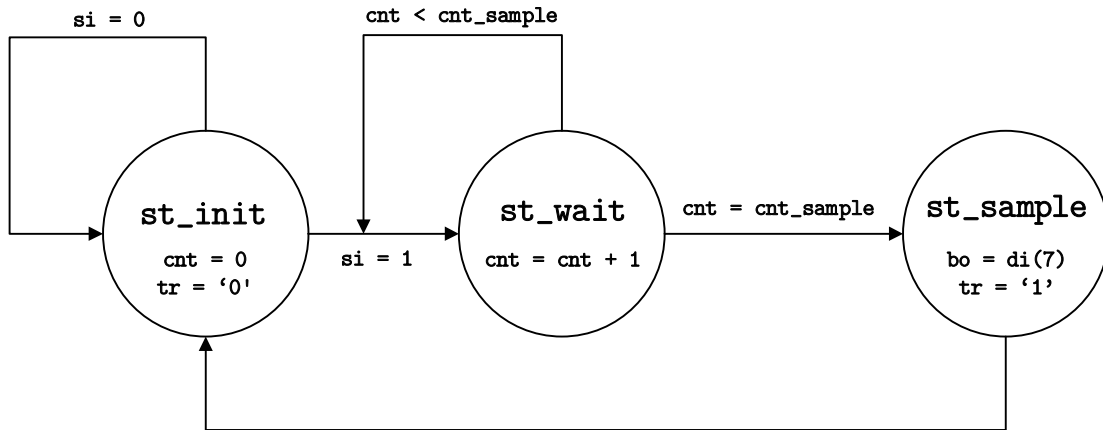 si = 0
cnt < cnt_sample
st_init
cnt = 0
tr = ‘0'
si = 1
st_wait
cnt = cnt + 1
cnt = cnt_sample
st_sample
bo = di(7)
tr = ‘1’